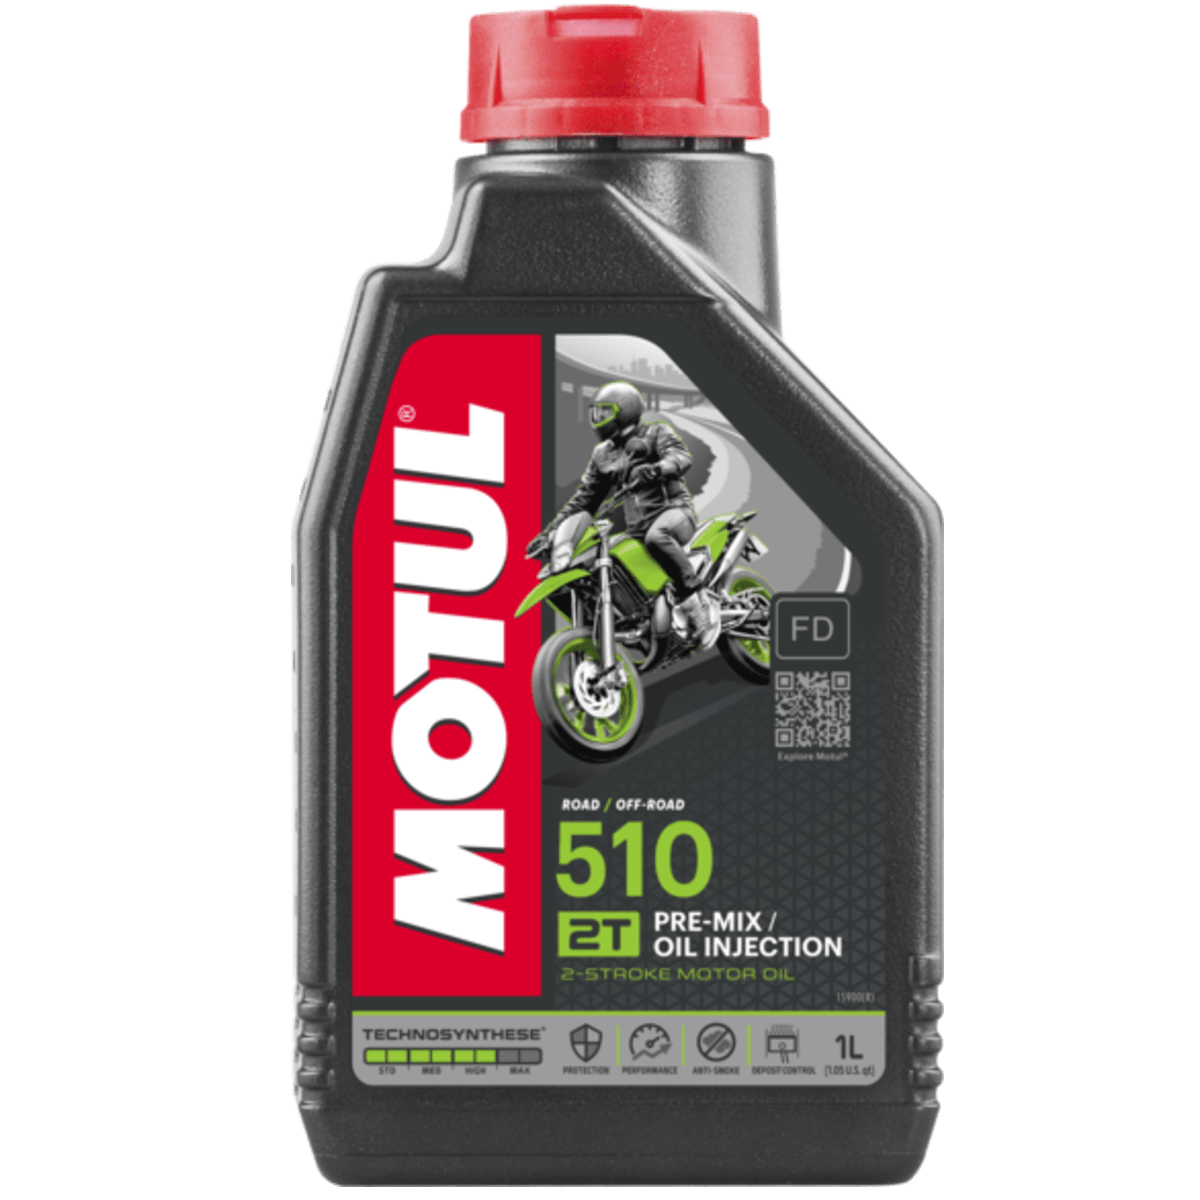 MOTUL®
FD
Explore Motul®
ROAD / OFF-ROAD
510
2T
PRE-MIX /
OIL INJECTION
2-STROKE MOTOR OIL
15900(R)
TECHNOSYNTHESE®
STD MED HIGH MAX
PROTECTION PERFORMANCE ANTI-SMOKE DEPOSIT CONTROL
1L
(1.05 U.S. qt)